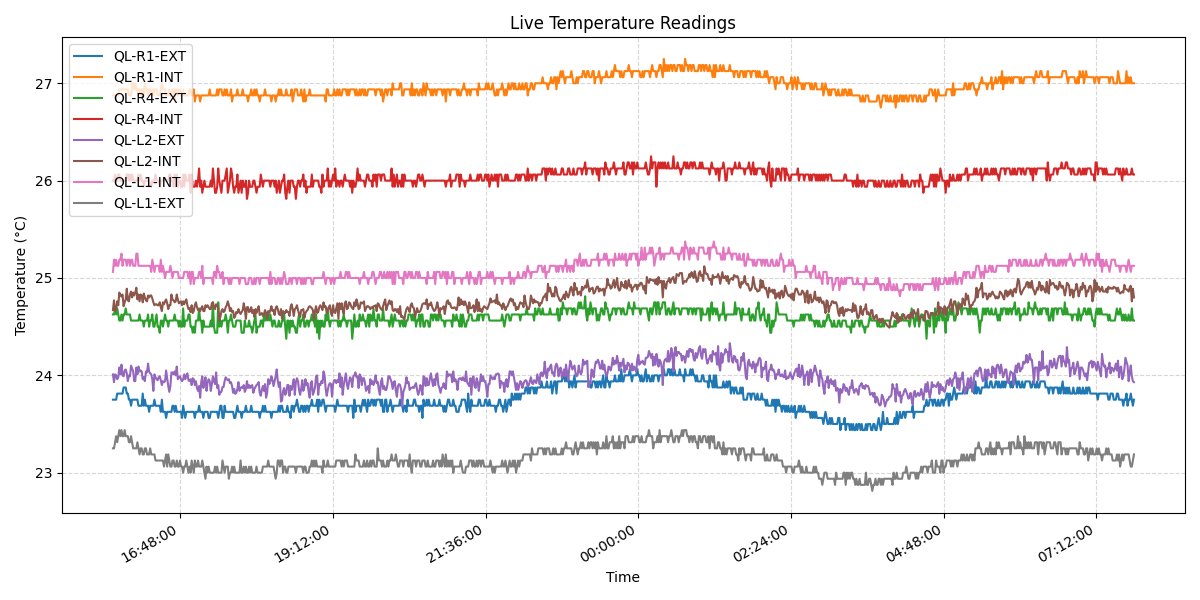 Live Temperature Readings
QL-R1-EXT
QL-R1-INT
QL-R4-EXT
QL-R4-INT
QL-L2-EXT
QL-L2-INT
QL-L1-INT
QL-L1-EXT
Temperature (°C)
27
26
25
24
23
16:48:00
19:12:00
21:36:00
00:00:00
02:24:00
04:48:00
07:12:00
Time